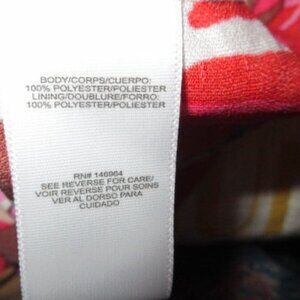 BODY/CORPS/CUERPO:
100% POLYESTER/POLIESTER
LINING/DOUBLURE/FORRO:
100% POLYESTER/POLIESTER
RN# 146964
SEE REVERSE FOR CARE/
VOIR REVERSE POUR SOINS
VER AL DORSO PARA
CUIDADO